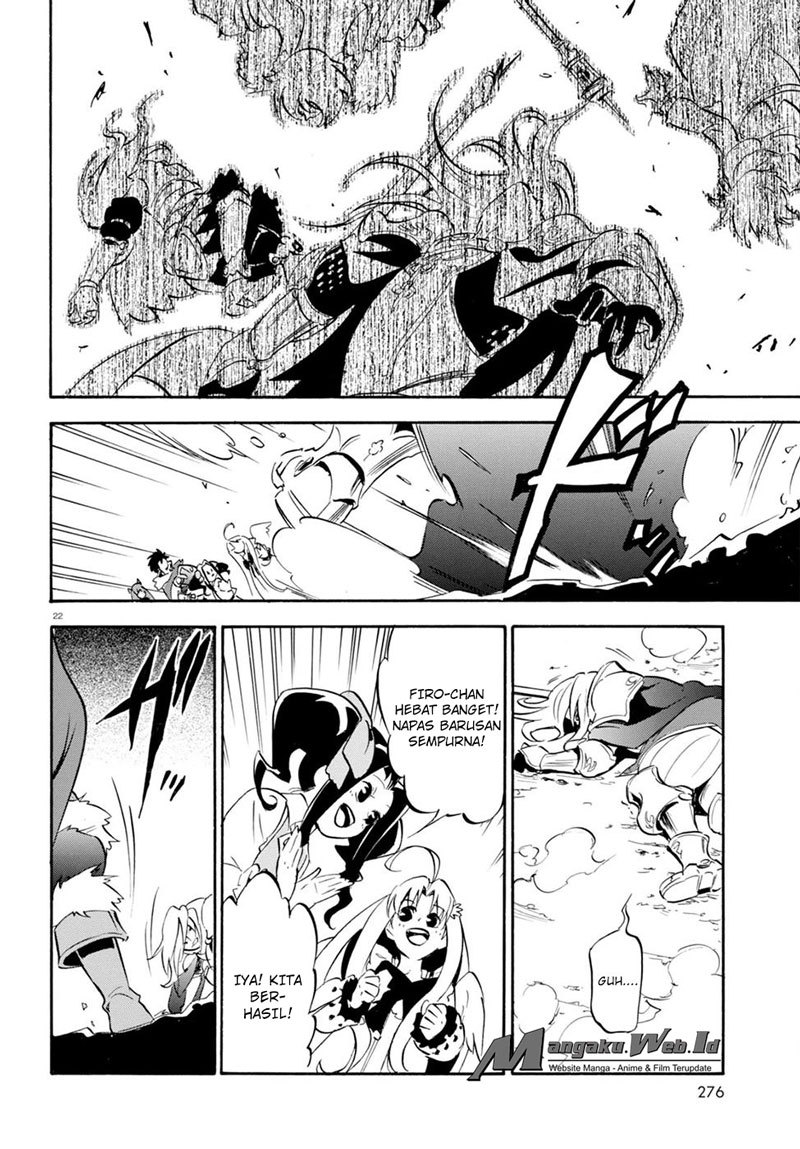 ド
22
GUH....
FIRO-CHAN
HEBAT BANGET!
NAPAS BARUSAN
SEMPURNA!
IYA! KITA
BER-
HASIL!
Mangaku.Web.Id
Website Manga - Anime & Film Terupdate
276